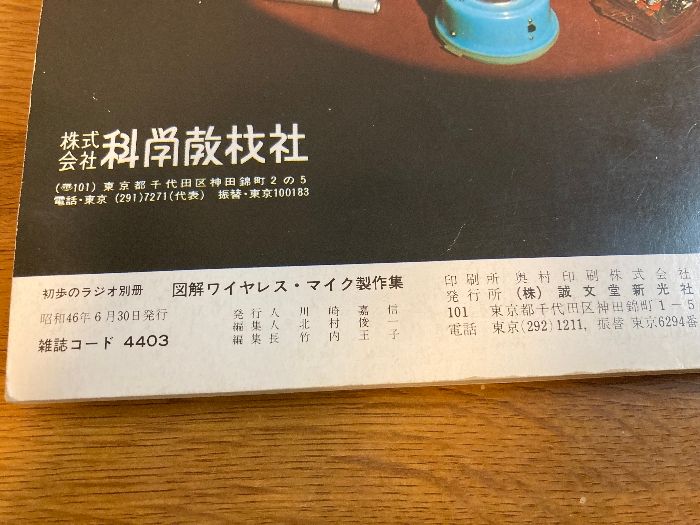 株式会社 科学教材社
(〠101) 東京都千代田区神田錦町2の5
電話・東京 (291)7271(代表) 振替・東京100183
初歩のラジオ別冊 図解ワイヤレス・マイク製作集
昭和46年6月30日発行
雑誌コード 4403
発行人 川崎嘉信
編集人 北村俊二
編集長 竹内王子
印刷所 奥村印刷株式会社
発行所 (株) 誠文堂新光社
101 東京都千代田区神田錦町1-5
電話 東京(292)1211, 振替 東京6294番